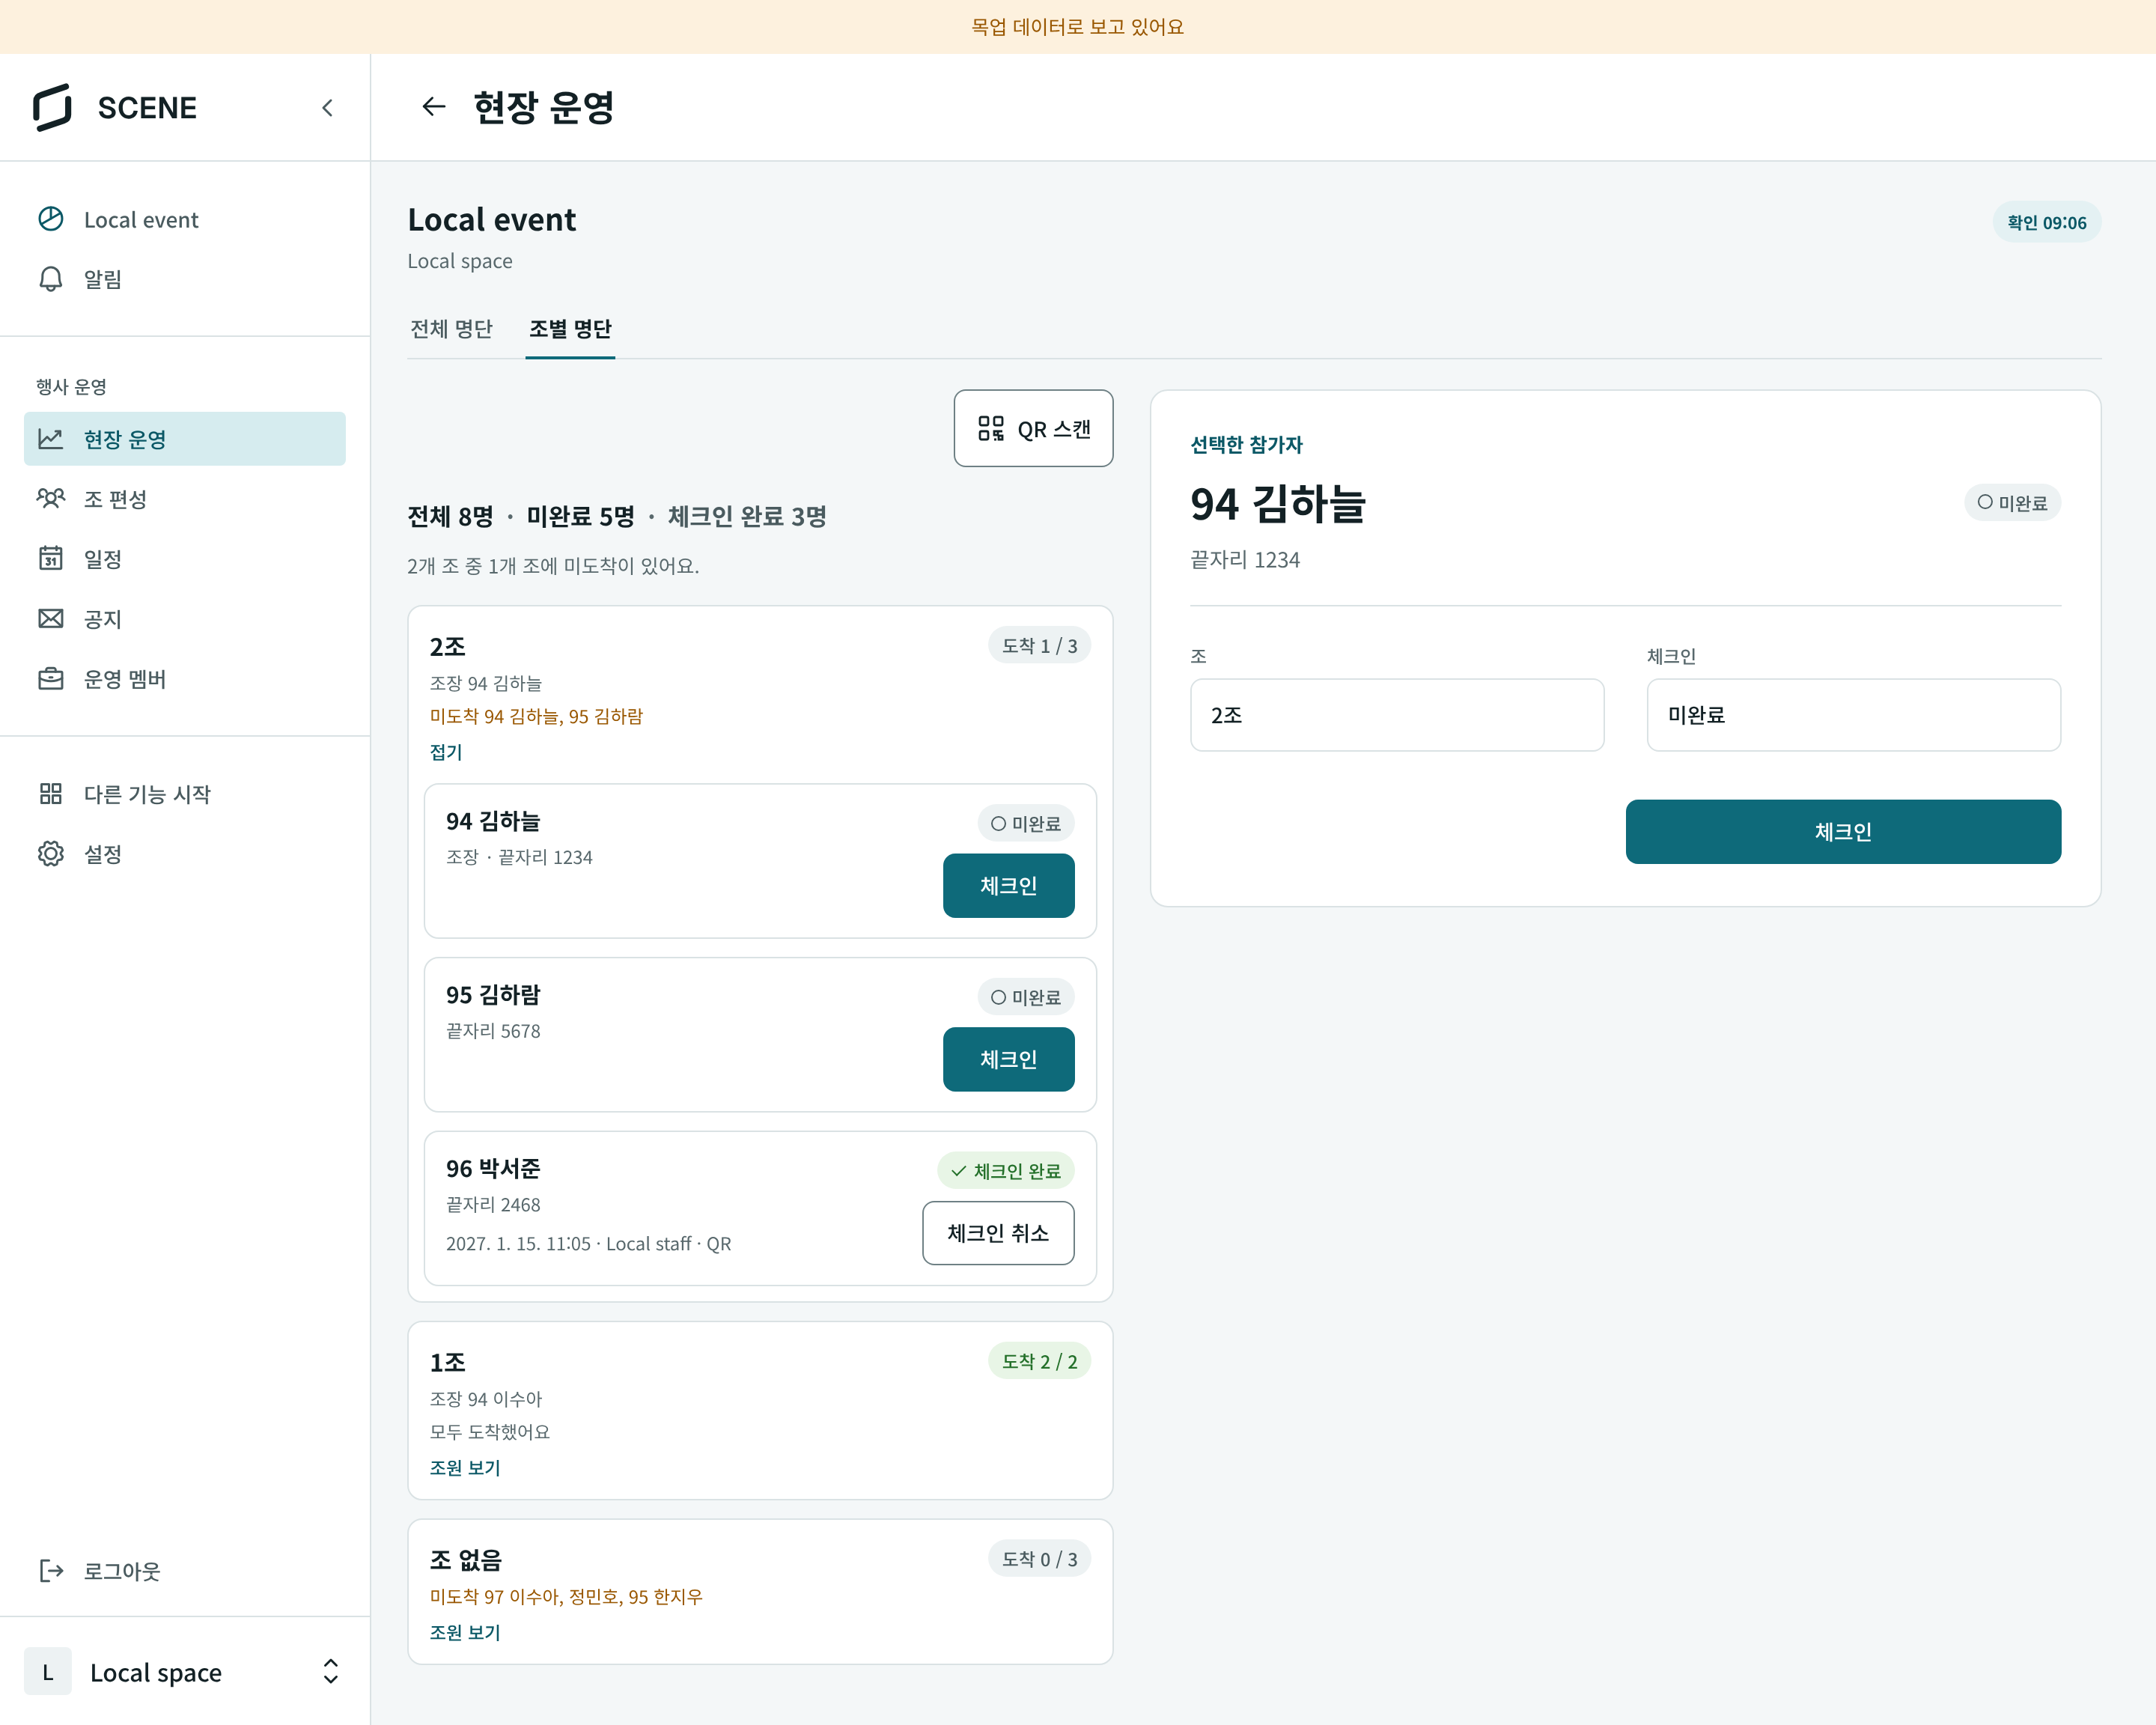 목업 데이터로 보고 있어요
SCENE
현장 운영
Local event
알림
행사 운영
현장 운영
조 편성
31
일정
공지
운영 멤버
다른 기능 시작
설정
로그아웃
L Local space
Local event
확인 09:06
Local space
전체 명단 조별 명단
QR 스캔
전체 8명 · 미완료 5명 · 체크인 완료 3명
2개 조 중 1개 조에 미도착이 있어요.
2조
도착 1 / 3
조장 94 김하늘
미도착 94 김하늘, 95 김하람
접기
94 김하늘
미완료
조장 · 끝자리 1234
체크인
95 김하람
미완료
끝자리 5678
체크인
96 박서준
체크인 완료
끝자리 2468
체크인 취소
2027. 1. 15. 11:05 · Local staff · QR
1조
도착 2 / 2
조장 94 이수아
모두 도착했어요
조원 보기
조 없음
도착 0 / 3
미도착 97 이수아, 정민호, 95 한지우
조원 보기
선택한 참가자
94 김하늘
미완료
끝자리 1234
조
체크인
2조
미완료
체크인